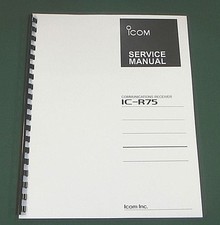 ICOM
SERVICE
MANUAL
COMMUNICATIONS RECEIVER
IC-R75
Icom Inc.